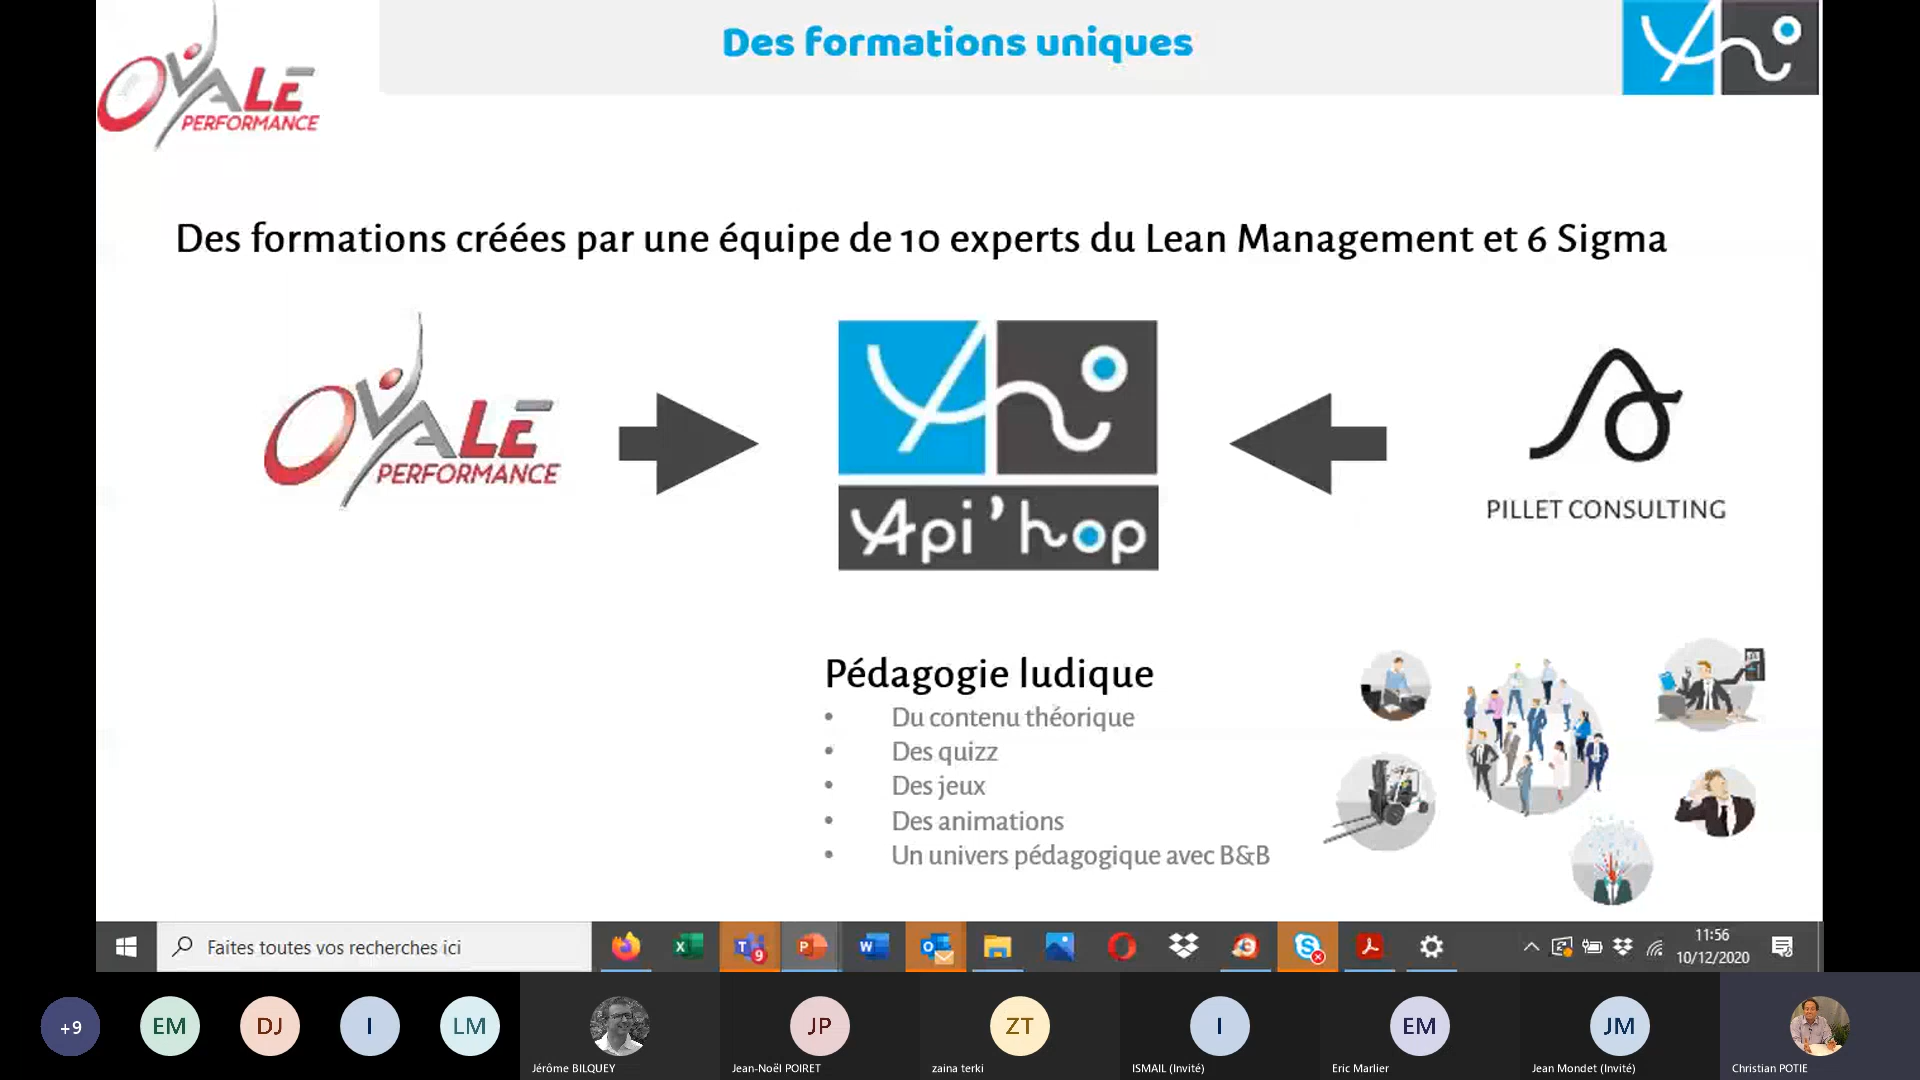 OVALE
PERFORMANCE
Des formations uniques
Des formations créées par une équipe de 10 experts du Lean Management et 6 Sigma
OVALE
PERFORMANCE
Api'hop
PILLET CONSULTING
Pédagogie ludique
• Du contenu théorique
• Des quizz
• Des jeux
• Des animations
• Un univers pédagogique avec B&B
Faites toutes vos recherches ici
9
11:56
10/12/2020
+9
EM
DJ
I
LM
Jérôme BILQUEY
JP
Jean-Noël POIRET
ZT
zaina terki
I
ISMAIL (Invité)
EM
Eric Marlier
JM
Jean Mondet (Invité)
Christian POTIE